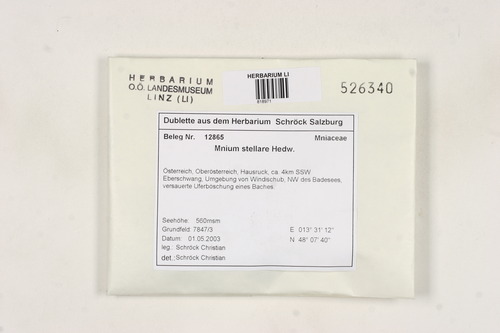 HERBARIUM
O.Ö. LANDESMUSEUM
LINZ (LI)
HERBARIUM LI
526340
Dublette aus dem Herbarium Schröck Salzburg
Beleg Nr. 12865 Mniaceae
Mnium stellare Hedw.
Österreich, Oberösterreich, Hausruck, ca. 4km SSW
Eberschwang, Umgebung von Windischub, NW des Badesees,
versauerte Uferböschung eines Baches.
Seehöhe: 560msm
Grundfeld: 7847/3 E 013° 31' 12"
Datum: 01.05.2003 N 48° 07' 40"
leg.: Schröck Christian
det.: Schröck Christian